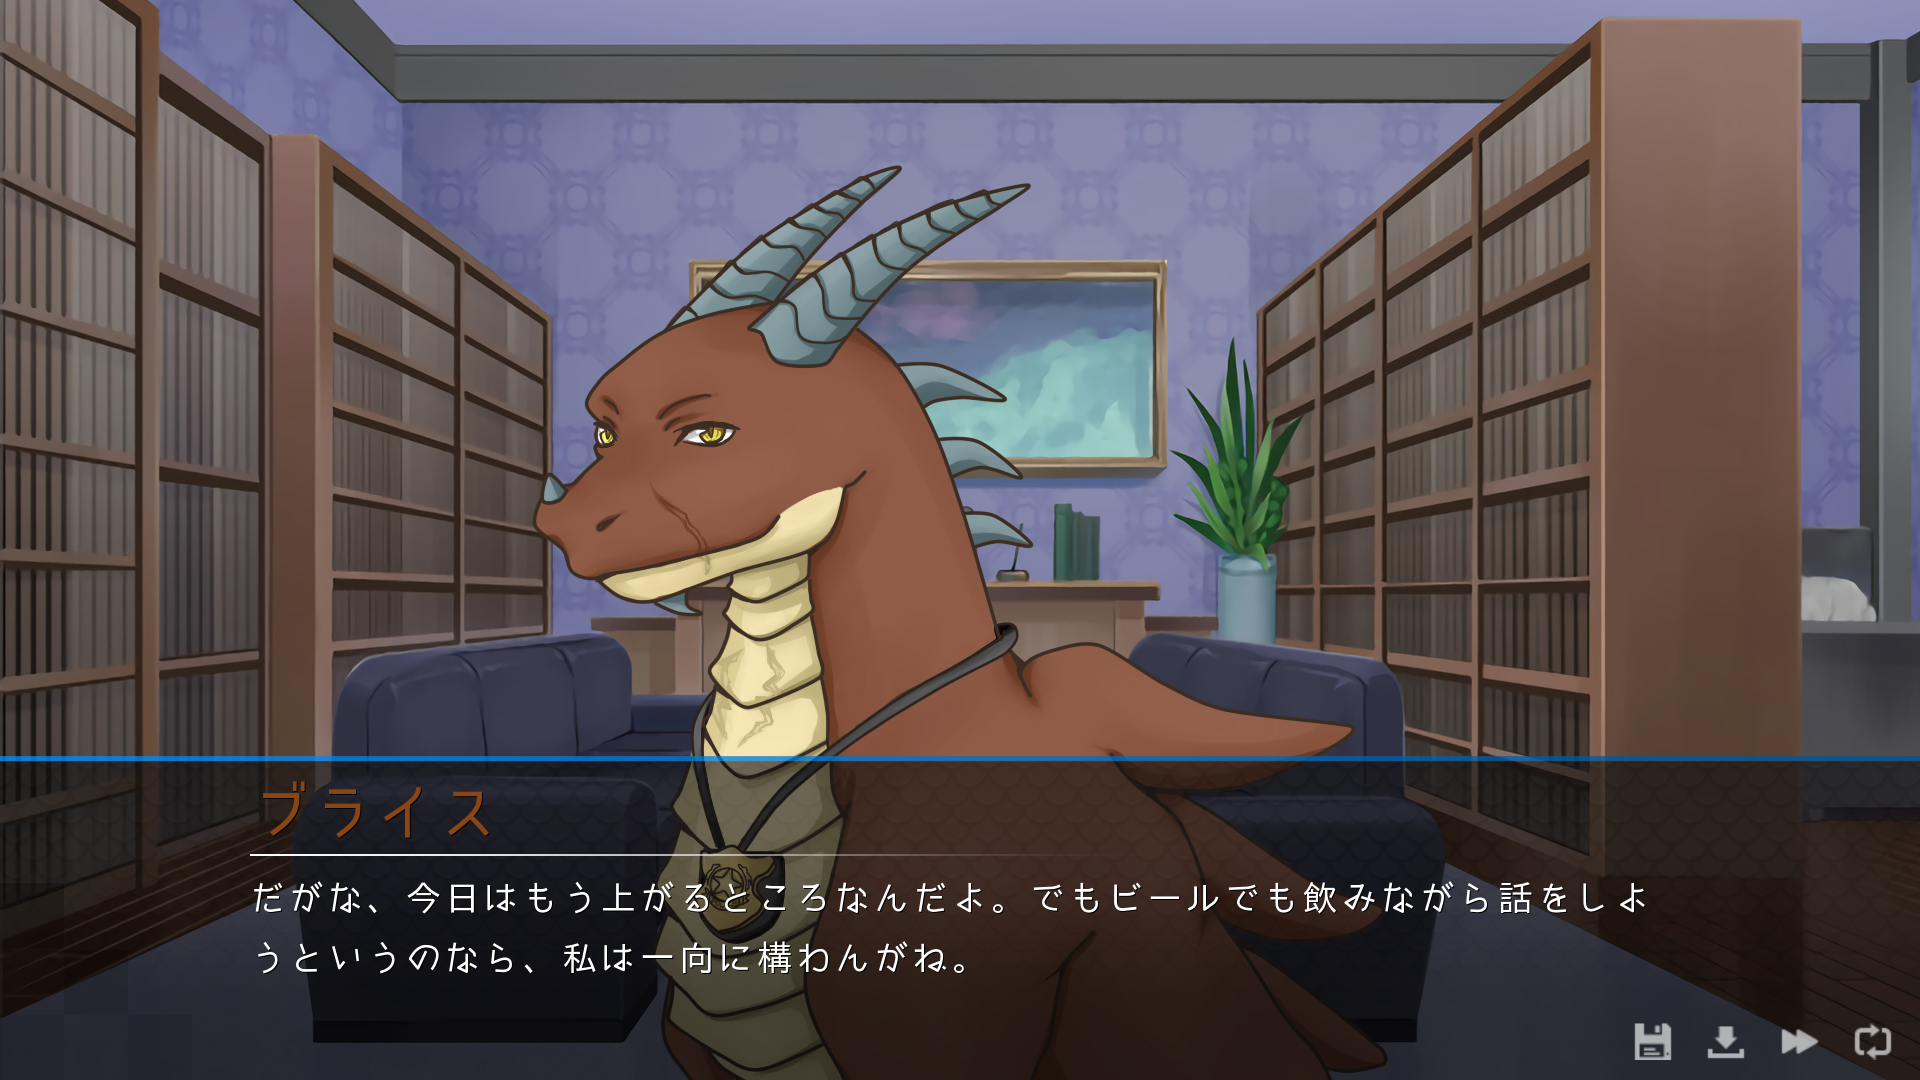 ブライス
だがな、今日はもう上がるところなんだよ。でもビールでも飲みながら話をしよ
うというのなら、私は一向に構わんがね。